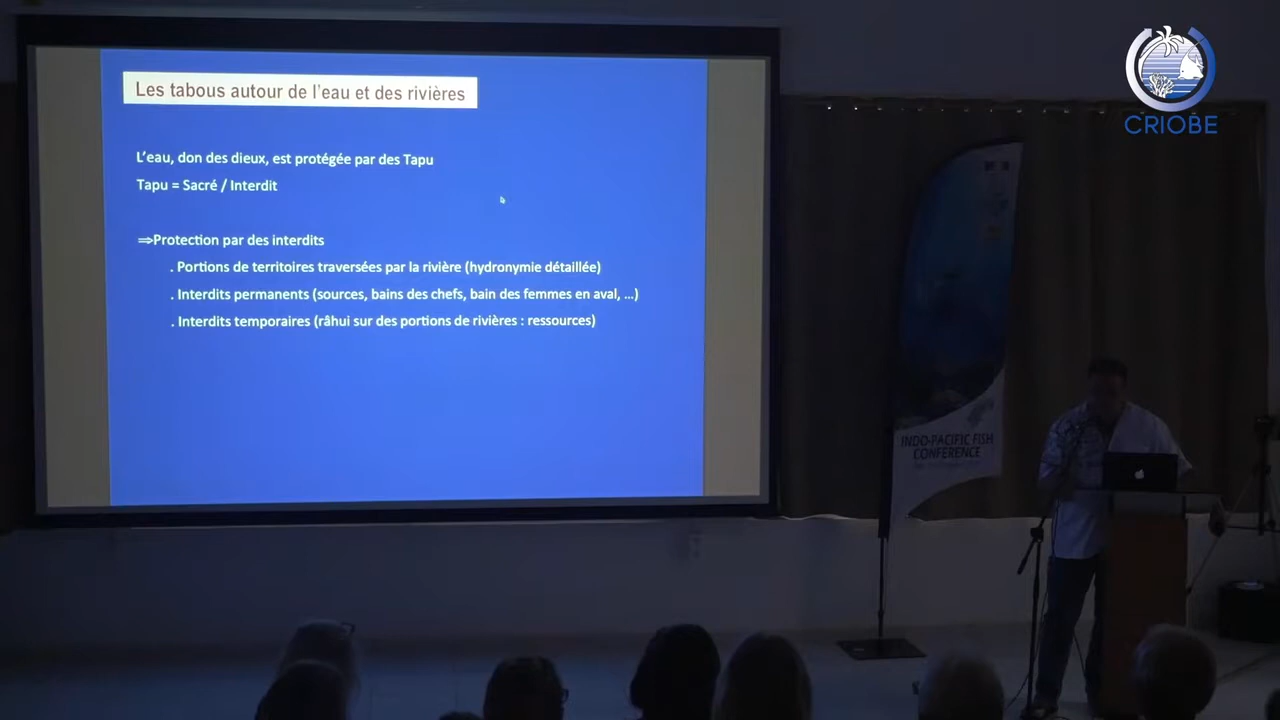 Les tabous autour de l'eau et des rivières
L'eau, don des dieux, est protégée par des Tapu
Tapu = Sacré / Interdit
⇒Protection par des interdits
. Portions de territoires traversées par la rivière (hydronymie détaillée)
. Interdits permanents (sources, bains des chefs, bain des femmes en aval, ...)
. Interdits temporaires (râhui sur des portions de rivières : ressources)
CRIOBE
INDO-PACIFIC FISH
CONFERENCE